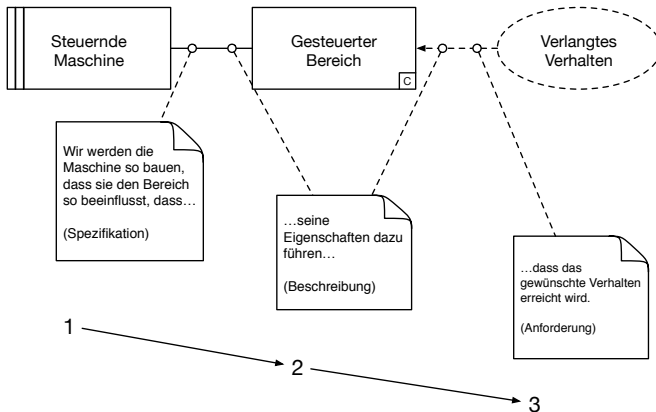 Steuernde
Maschine
Gesteuerter
Bereich
C
Verlangtes
Verhalten
Wir werden die
Maschine so bauen,
dass sie den Bereich
so beeinflusst, dass…
(Spezifikation)
…seine
Eigenschaften dazu
führen…
(Beschreibung)
…dass das
gewünschte Verhalten
erreicht wird.
(Anforderung)
1
2
3